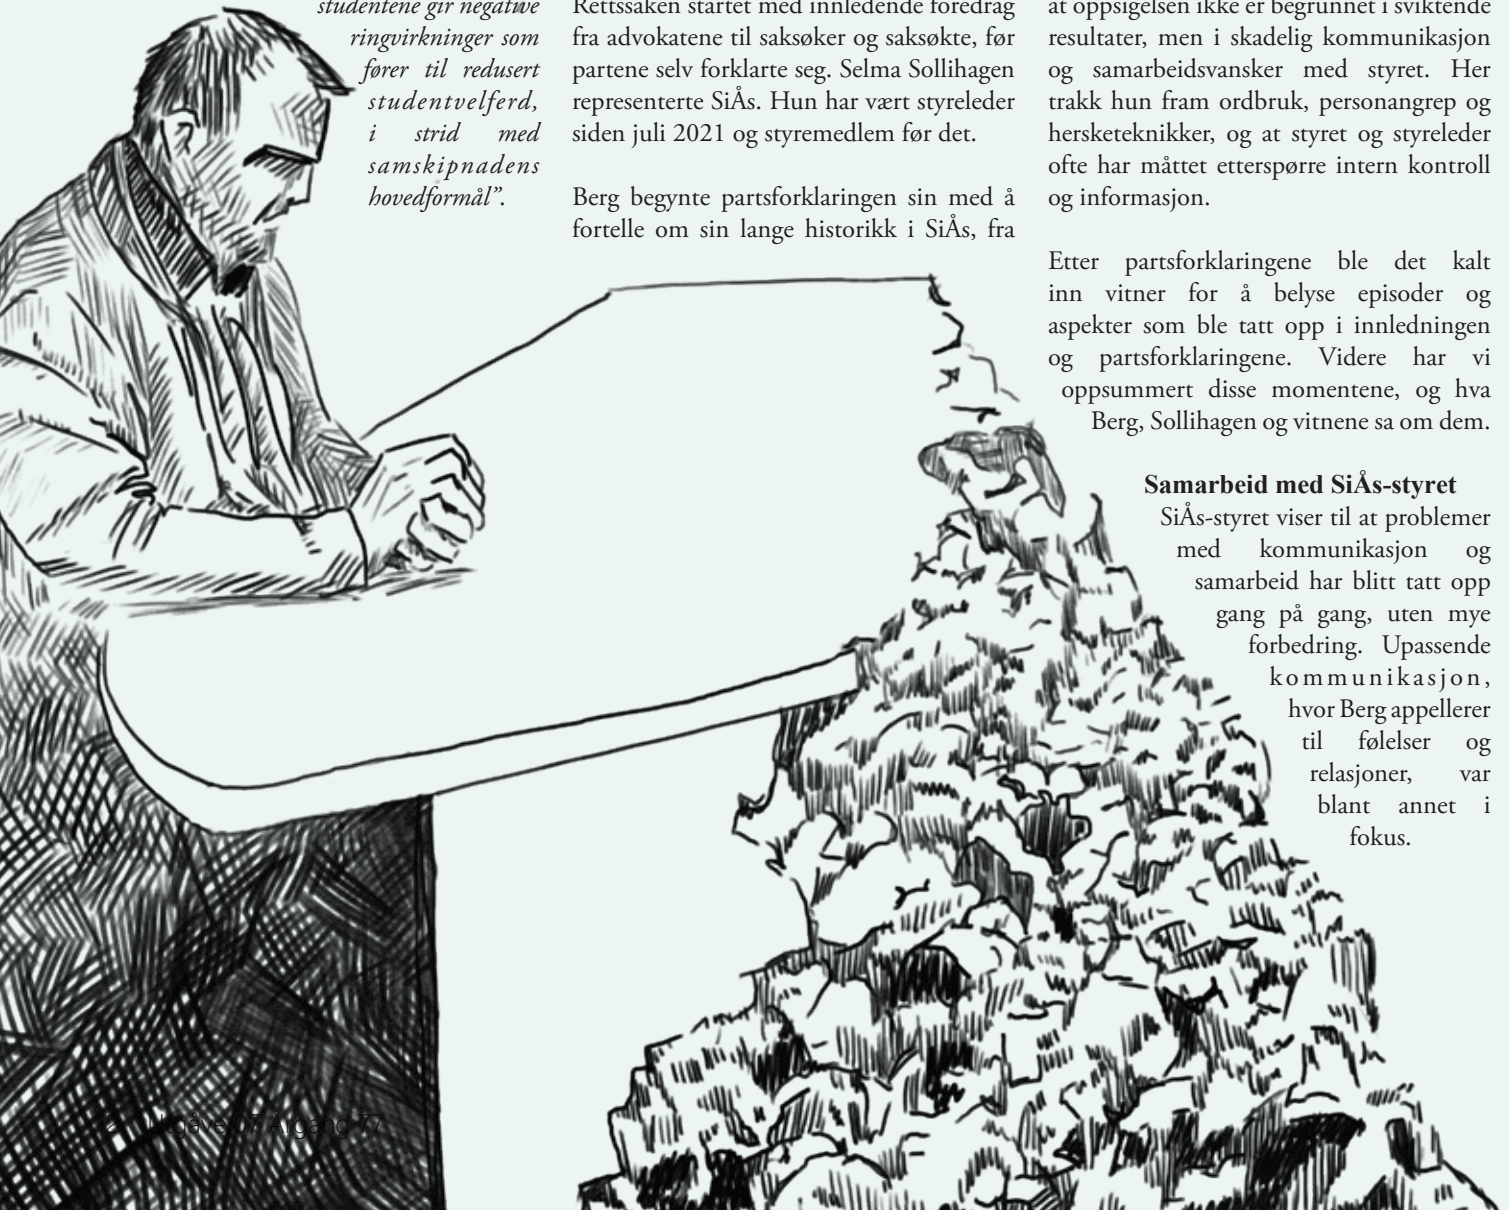 studentene gir negative
ringvirkninger som
fører til redusert
studentvelferd,
i strid med
samskipnadens
hovedformål”.
Rettssaken startet med innledende foredrag
fra advokatene til saksøker og saksøkte, før
partene selv forklarte seg. Selma Sollihagen
representerte SiÅs. Hun har vært styreleder
siden juli 2021 og styremedlem før det.
Berg begynte partsforklaringen sin med å
fortelle om sin lange historikk i SiÅs, fra
at oppsigelsen ikke er begrunnet i sviktende
resultater, men i skadelig kommunikasjon
og samarbeidsvansker med styret. Her
trakk hun fram ordbruk, personangrep og
hersketeknikker, og at styret og styreleder
ofte har måttet etterspørre intern kontroll
og informasjon.
Etter partsforklaringene ble det kalt
inn vitner for å belyse episoder og
aspekter som ble tatt opp i innledningen
og partsforklaringene. Videre har vi
oppsummert disse momentene, og hva
Berg, Sollihagen og vitnene sa om dem.
Samarbeid med SiÅs-styret
SiÅs-styret viser til at problemer
med kommunikasjon og
samarbeid har blitt tatt opp
gang på gang, uten mye
forbedring. Upassende
kommunikasjon,
hvor Berg appellerer
til følelser og
relasjoner, var
blant annet i
fokus.
Utgåve 07 Årgang 77